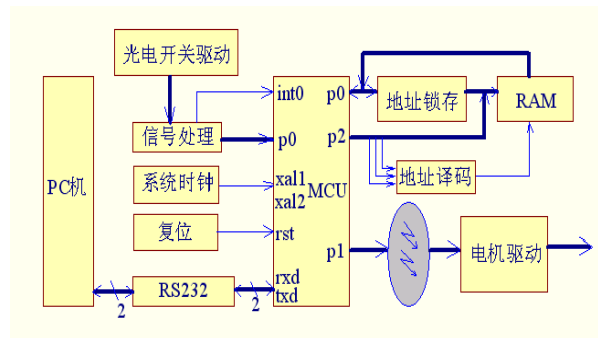 光电开关驱动
信号处理
系统时钟
复位
PC机
RS232
2
2
int0
p0
xal1
xal2
rst
rxd
txd
MCU
p0
p2
p1
地址锁存
RAM
地址译码
电机驱动